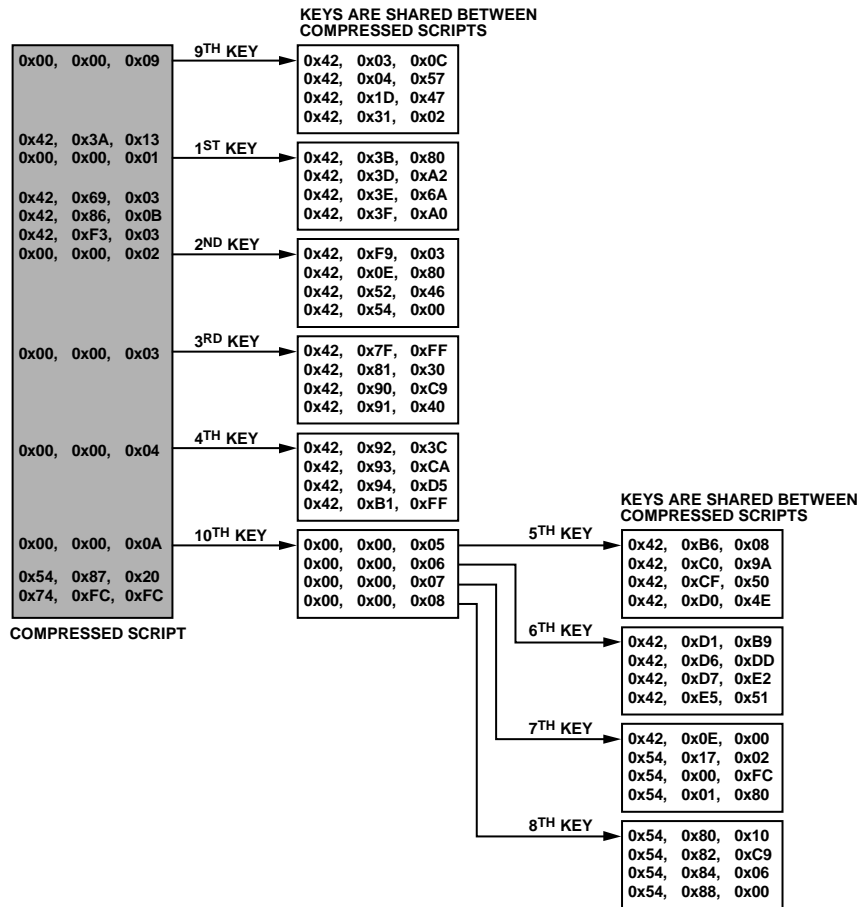 KEYS ARE SHARED BETWEEN
COMPRESSED SCRIPTS
0x00, 0x00, 0x09
0x42, 0x3A, 0x13
0x00, 0x00, 0x01
0x42, 0x69, 0x03
0x42, 0x86, 0x0B
0x42, 0xF3, 0x03
0x00, 0x00, 0x02
0x00, 0x00, 0x03
0x00, 0x00, 0x04
0x00, 0x00, 0x0A
0x54, 0x87, 0x20
0x74, 0xFC, 0xFC
COMPRESSED SCRIPT
9TH KEY
0x42, 0x03, 0x0C
0x42, 0x04, 0x57
0x42, 0x1D, 0x47
0x42, 0x31, 0x02
1ST KEY
0x42, 0x3B, 0x80
0x42, 0x3D, 0xA2
0x42, 0x3E, 0x6A
0x42, 0x3F, 0xA0
2ND KEY
0x42, 0xF9, 0x03
0x42, 0x0E, 0x80
0x42, 0x52, 0x46
0x42, 0x54, 0x00
3RD KEY
0x42, 0x7F, 0xFF
0x42, 0x81, 0x30
0x42, 0x90, 0xC9
0x42, 0x91, 0x40
4TH KEY
0x42, 0x92, 0x3C
0x42, 0x93, 0xCA
0x42, 0x94, 0xD5
0x42, 0xB1, 0xFF
10TH KEY
0x00, 0x00, 0x05
0x00, 0x00, 0x06
0x00, 0x00, 0x07
0x00, 0x00, 0x08
KEYS ARE SHARED BETWEEN
COMPRESSED SCRIPTS
5TH KEY
0x42, 0xB6, 0x08
0x42, 0xC0, 0x9A
0x42, 0xCF, 0x50
0x42, 0xD0, 0x4E
6TH KEY
0x42, 0xD1, 0xB9
0x42, 0xD6, 0xDD
0x42, 0xD7, 0xE2
0x42, 0xE5, 0x51
7TH KEY
0x42, 0x0E, 0x00
0x54, 0x17, 0x02
0x54, 0x00, 0xFC
0x54, 0x01, 0x80
8TH KEY
0x54, 0x80, 0x10
0x54, 0x82, 0xC9
0x54, 0x84, 0x06
0x54, 0x88, 0x00